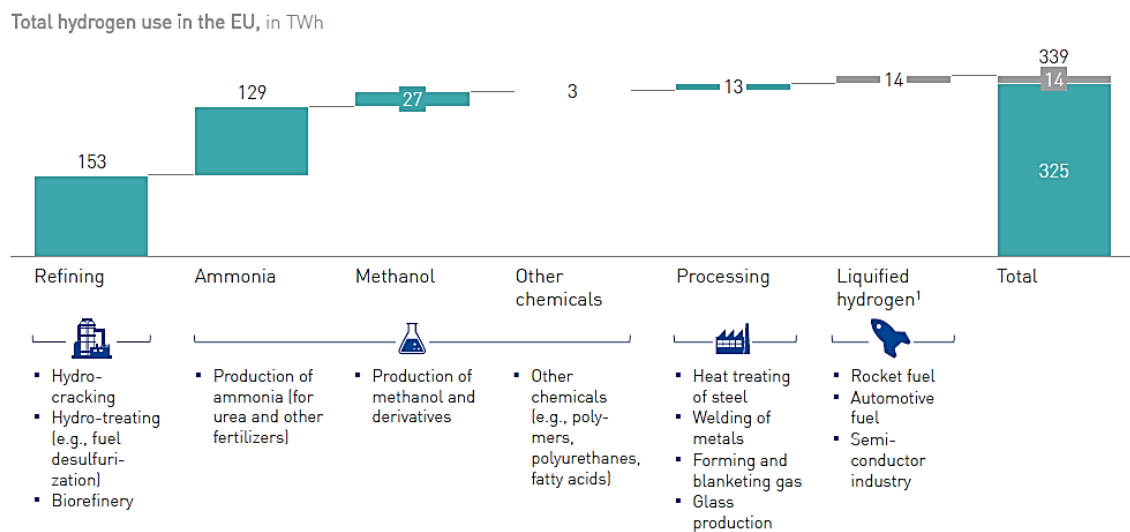 Total hydrogen use in the EU, in TWh
153
129
27
3
13
14
339
14
325
Refining
Ammonia
Methanol
Other
chemicals
Processing
Liquified
hydrogen¹
Total
▪ Hydro-
cracking
▪ Hydro-treating
(e.g., fuel
desulfuri-
zation)
▪ Biorefinery
▪ Production of
ammonia (for
urea and other
fertilizers)
▪ Production of
methanol and
derivatives
▪ Other
chemicals
(e.g., poly-
mers,
polyurethanes,
fatty acids)
▪ Heat treating
of steel
▪ Welding of
metals
▪ Forming and
blanketing gas
▪ Glass
production
▪ Rocket fuel
▪ Automotive
fuel
▪ Semi-
conductor
industry